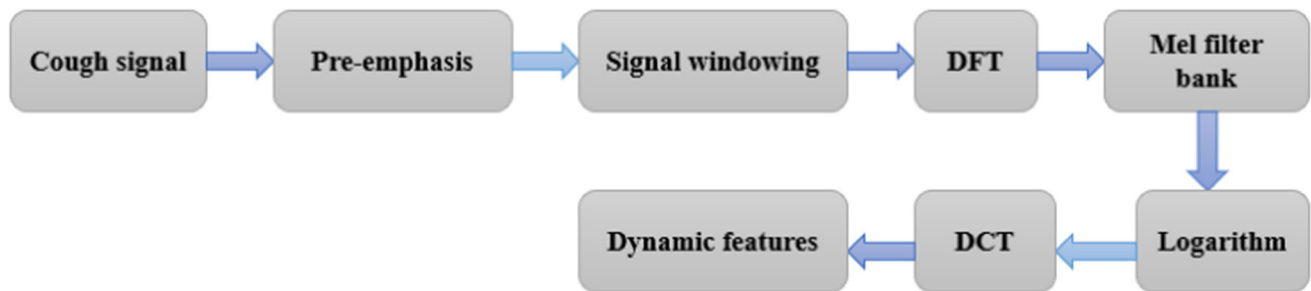 Cough signal
Pre-emphasis
Signal windowing
DFT
Mel filter
bank
Logarithm
DCT
Dynamic features